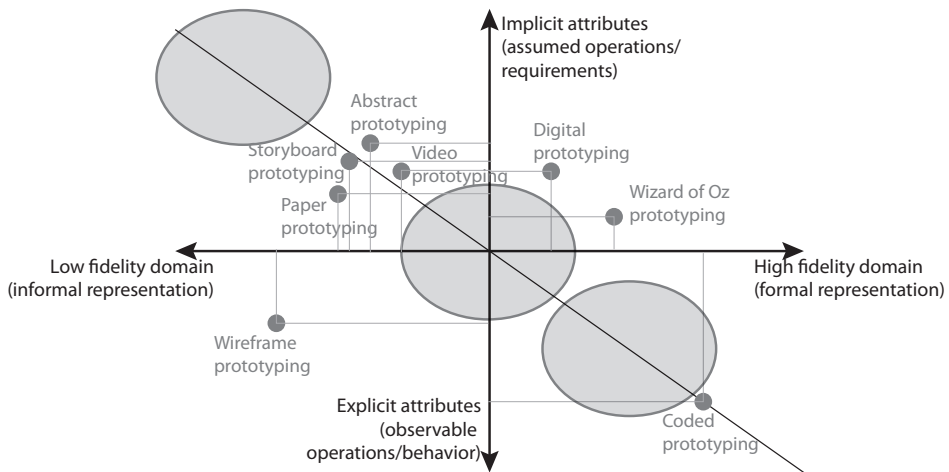 Implicit attributes
(assumed operations/
requirements)
Abstract
prototyping
Storyboard
prototyping
Video
prototyping
Digital
prototyping
Paper
prototyping
Wizard of Oz
prototyping
Low fidelity domain
(informal representation)
High fidelity domain
(formal representation)
Wireframe
prototyping
Explicit attributes
(observable
operations/behavior)
Coded
prototyping